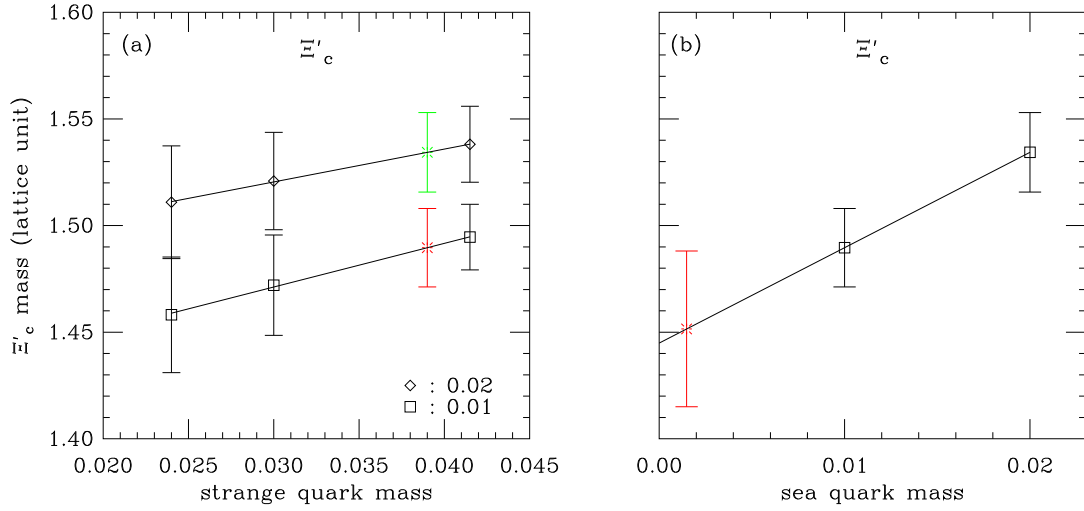 1.60
(a)
Ξ′c
1.55
1.50
1.45
1.40
Ξ′c mass (lattice unit)
◇ : 0.02
□ : 0.01
0.020 0.025 0.030 0.035 0.040 0.045
strange quark mass
(b)
Ξ′c
0.00 0.01 0.02
sea quark mass